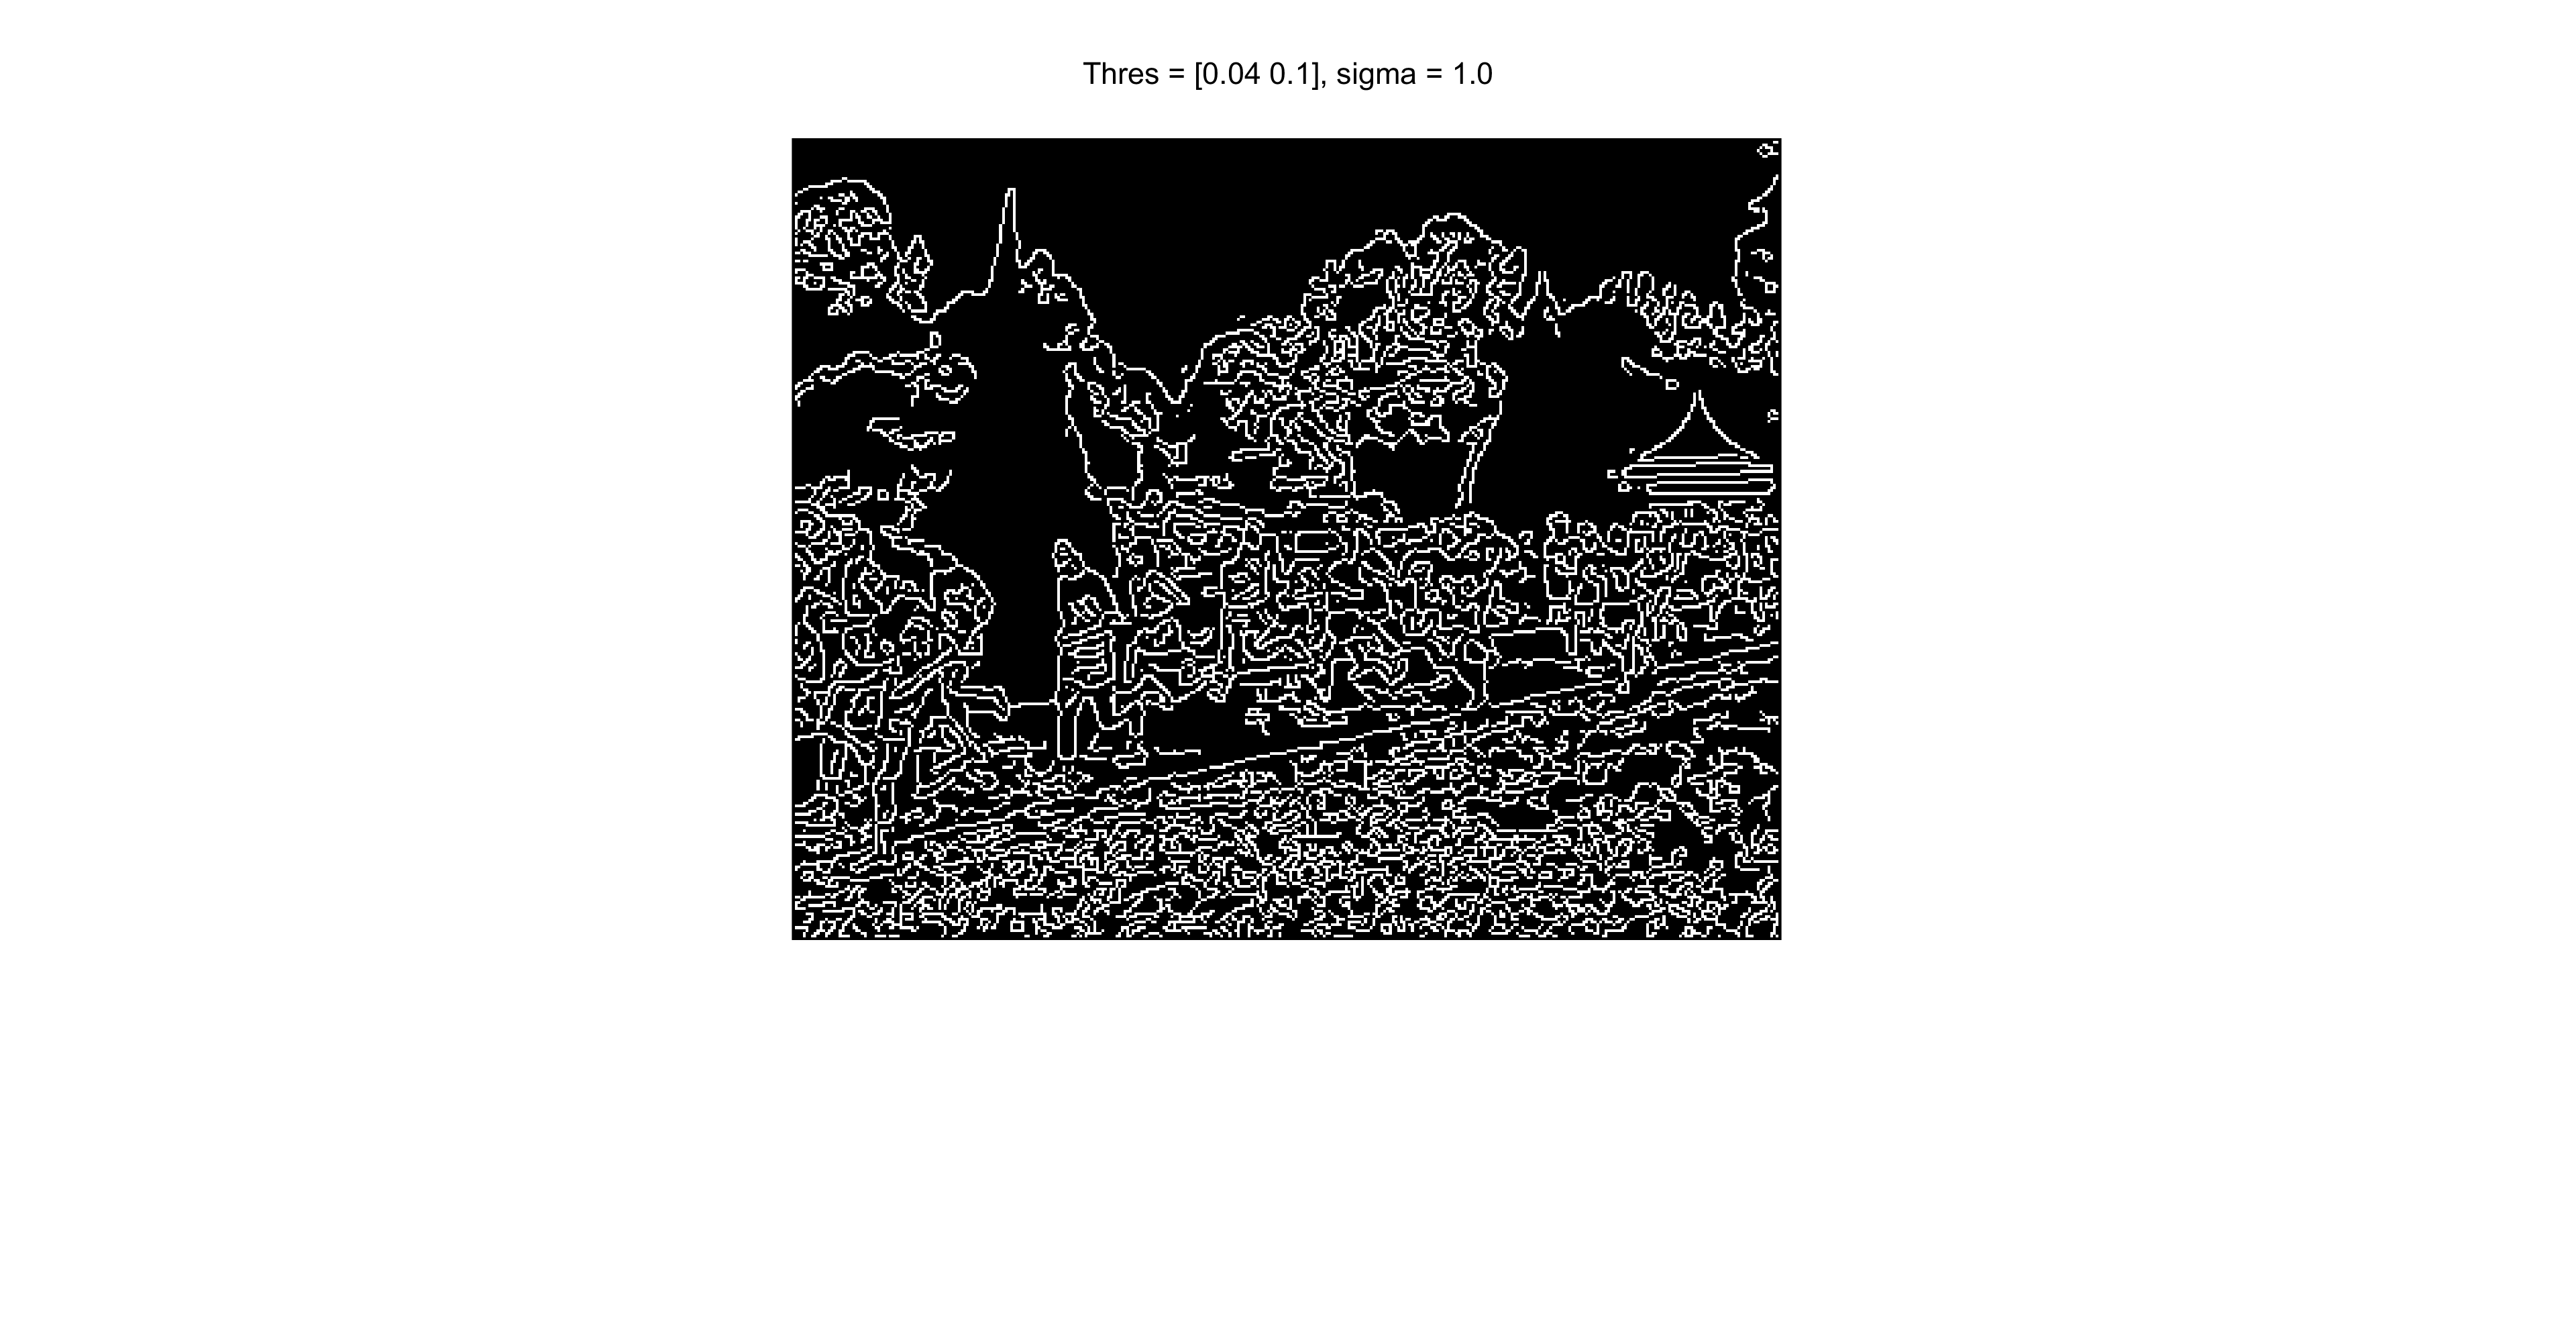 Thres = [0.04 0.1], sigma = 1.0